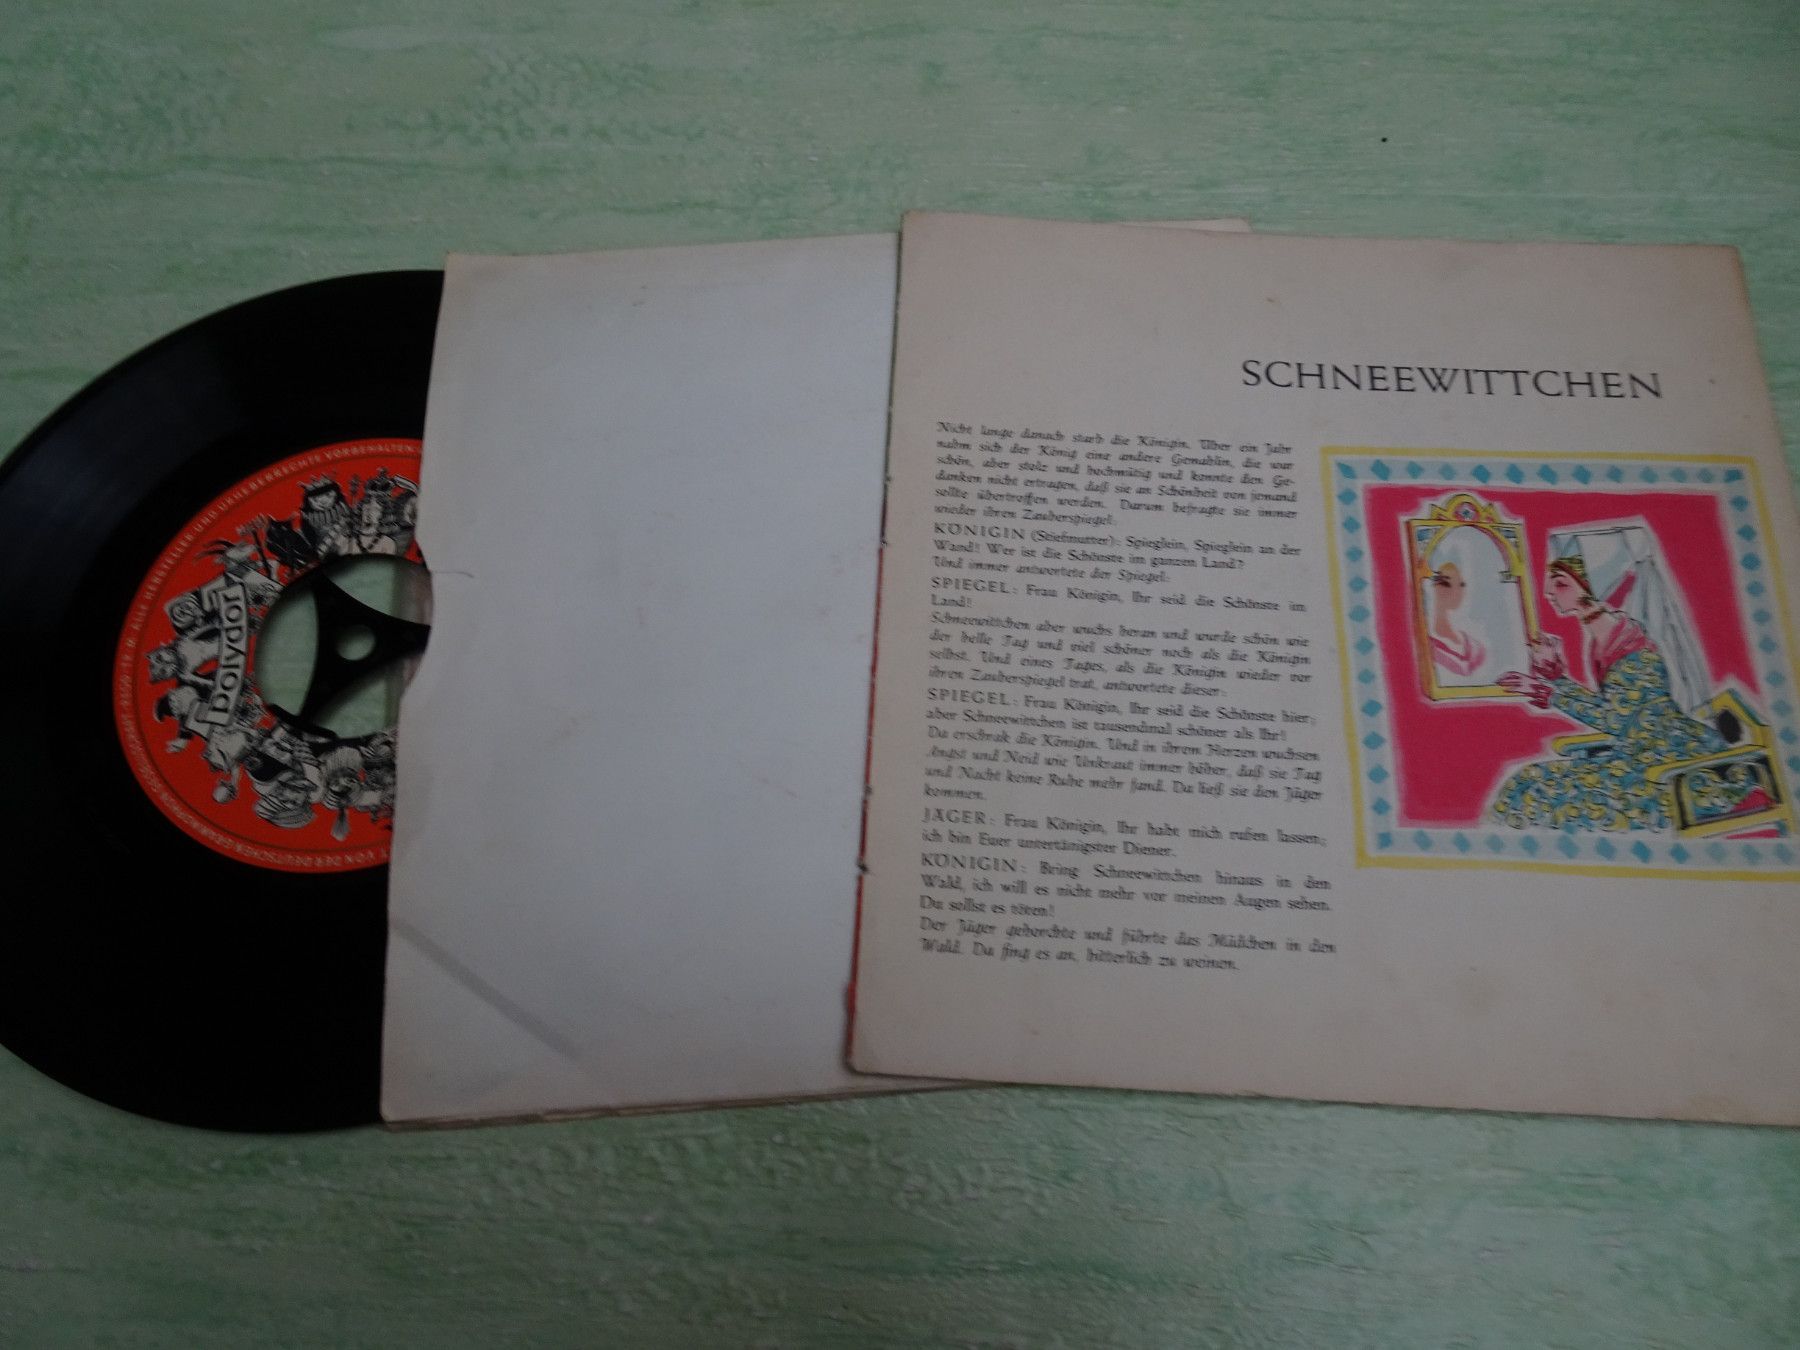 ALLE HERSTELLER- UND URHEBERRECHTE VORBEHALTEN
polydor
VON DER DEUTSCHEN GRAMMOPHON
SCHNEEWITTCHEN
Nicht lange danach starb die Königin. Über ein Jahr
nahm sich der König eine andere Gemahlin, die war
schön, aber stolz und hochmütig und konnte den Ge-
danken nicht ertragen, daß sie an Schönheit von jemand
sollte übertroffen werden. Darum befragte sie immer
wieder ihren Zauberspiegel:
KÖNIGIN (Stiefmutter): Spieglein, Spieglein an der
Wand! Wer ist die Schönste im ganzen Land?
Und immer antwortete der Spiegel:
SPIEGEL: Frau Königin, Ihr seid die Schönste im
Land!
Schneewittchen aber wuchs heran und wurde schön wie
der helle Tag und viel schöner noch als die Königin
selbst. Und eines Tages, als die Königin wieder vor
ihren Zauberspiegel trat, antwortete dieser:
SPIEGEL: Frau Königin, Ihr seid die Schönste hier;
aber Schneewittchen ist tausendmal schöner als Ihr!
Da erschrak die Königin. Und in ihrem Herzen wuchsen
Angst und Neid wie Unkraut immer höher, daß sie Tag
und Nacht keine Ruhe mehr fand. Da ließ sie den Jäger
kommen.
JÄGER: Frau Königin, Ihr habt mich rufen lassen;
ich bin Euer untertänigster Diener.
KÖNIGIN: Bring Schneewittchen hinaus in den
Wald, ich will es nicht mehr vor meinen Augen sehen.
Du sollst es töten!
Der Jäger gehorchte und führte das Mädchen in den
Wald. Da fing es an, bitterlich zu weinen.